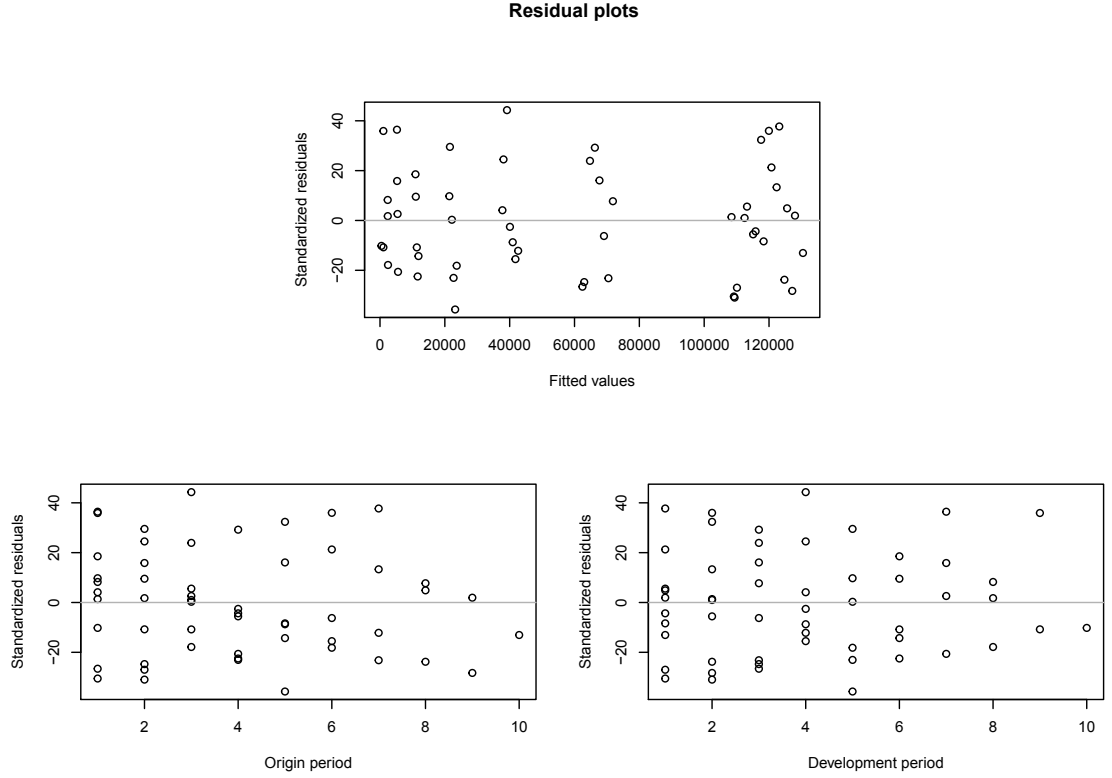 Residual plots
40
20
0
−20
Standardized residuals
0 20000 40000 60000 80000 100000 120000
Fitted values
40
20
0
−20
Standardized residuals
2 4 6 8 10
Origin period
40
20
0
−20
Standardized residuals
2 4 6 8 10
Development period